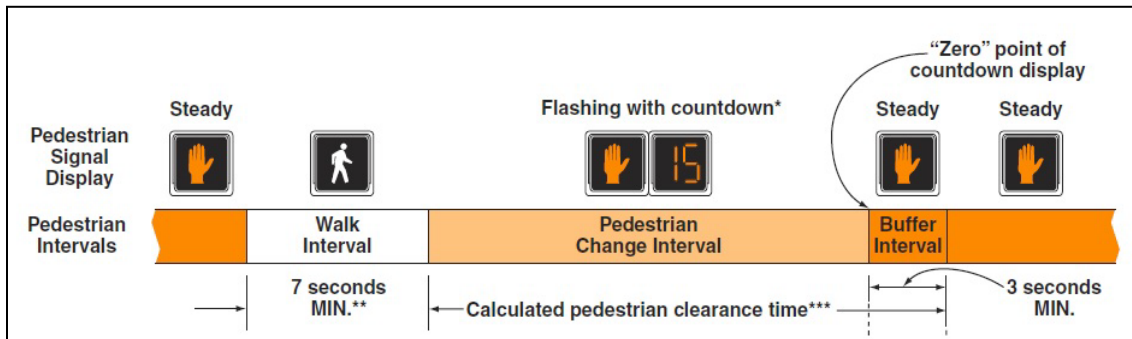 “Zero” point of
countdown display
Steady
Flashing with countdown*
Steady
Steady
Pedestrian
Signal
Display
15
Pedestrian
Intervals
Walk
Interval
Pedestrian
Change Interval
Buffer
Interval
7 seconds
MIN.**
Calculated pedestrian clearance time***
3 seconds
MIN.